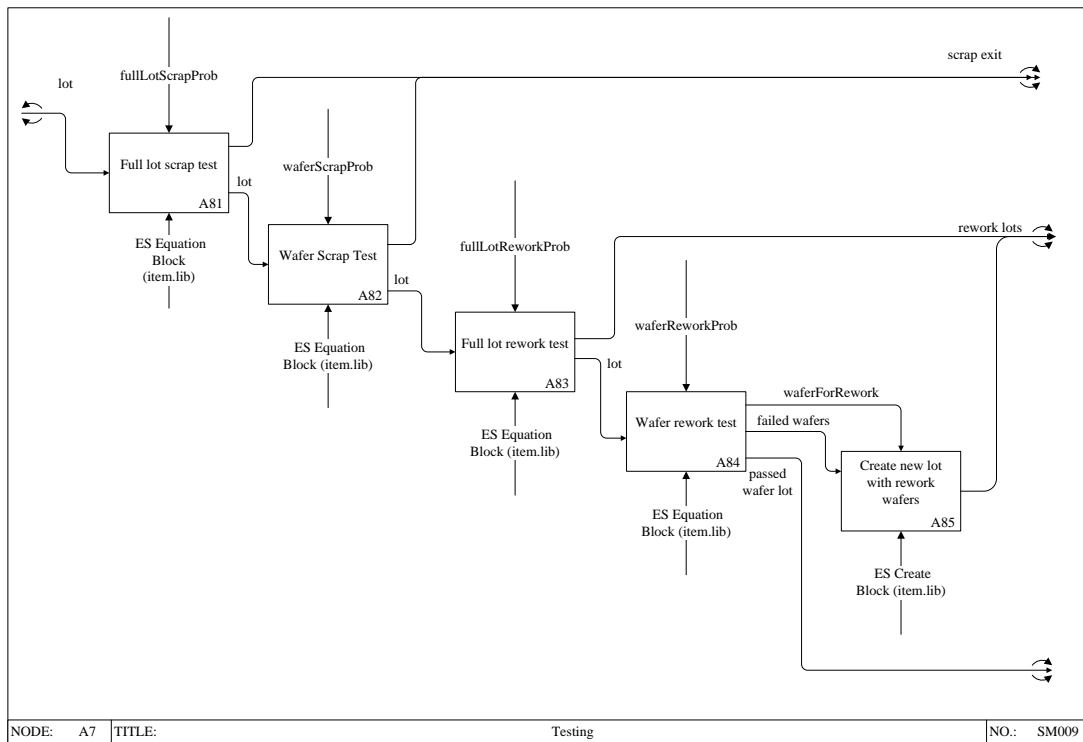 scrap exit
fullLotScrapProb
lot
Full lot scrap test
A81
waferScrapProb
lot
ES Equation
Block
(item.lib)
Wafer Scrap Test
A82
fullLotReworkProb
rework lots
lot
ES Equation
Block (item.lib)
Full lot rework test
A83
waferReworkProb
lot
ES Equation
Block (item.lib)
Wafer rework test
A84
waferForRework
failed wafers
passed
wafer lot
ES Equation
Block (item.lib)
Create new lot
with rework
wafers
A85
ES Create
Block (item.lib)
NODE: A7 TITLE: Testing NO.: SM009